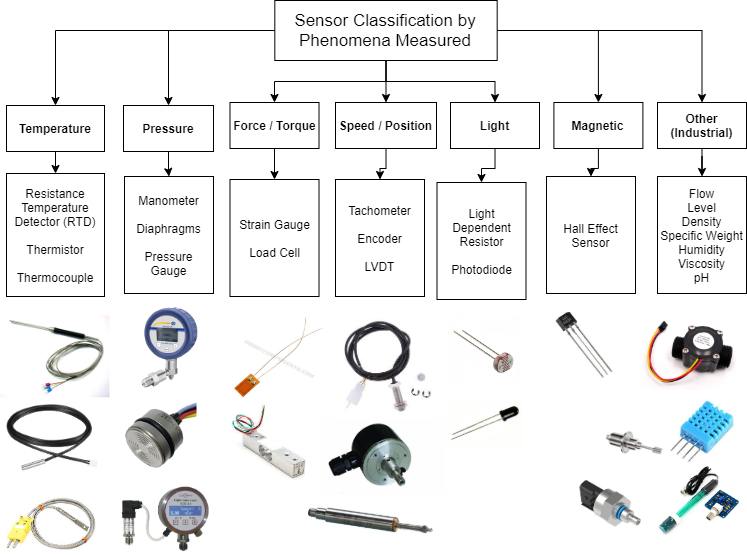 Sensor Classification by
Phenomena Measured
Temperature
Pressure
Force / Torque
Speed / Position
Light
Magnetic
Other
(Industrial)
Resistance
Temperature
Detector (RTD)
Thermistor
Thermocouple
Manometer
Diaphragms
Pressure
Gauge
Strain Gauge
Load Cell
Tachometer
Encoder
LVDT
Light
Dependent
Resistor
Photodiode
Hall Effect
Sensor
Flow
Level
Density
Specific Weight
Humidity
Viscosity
pH